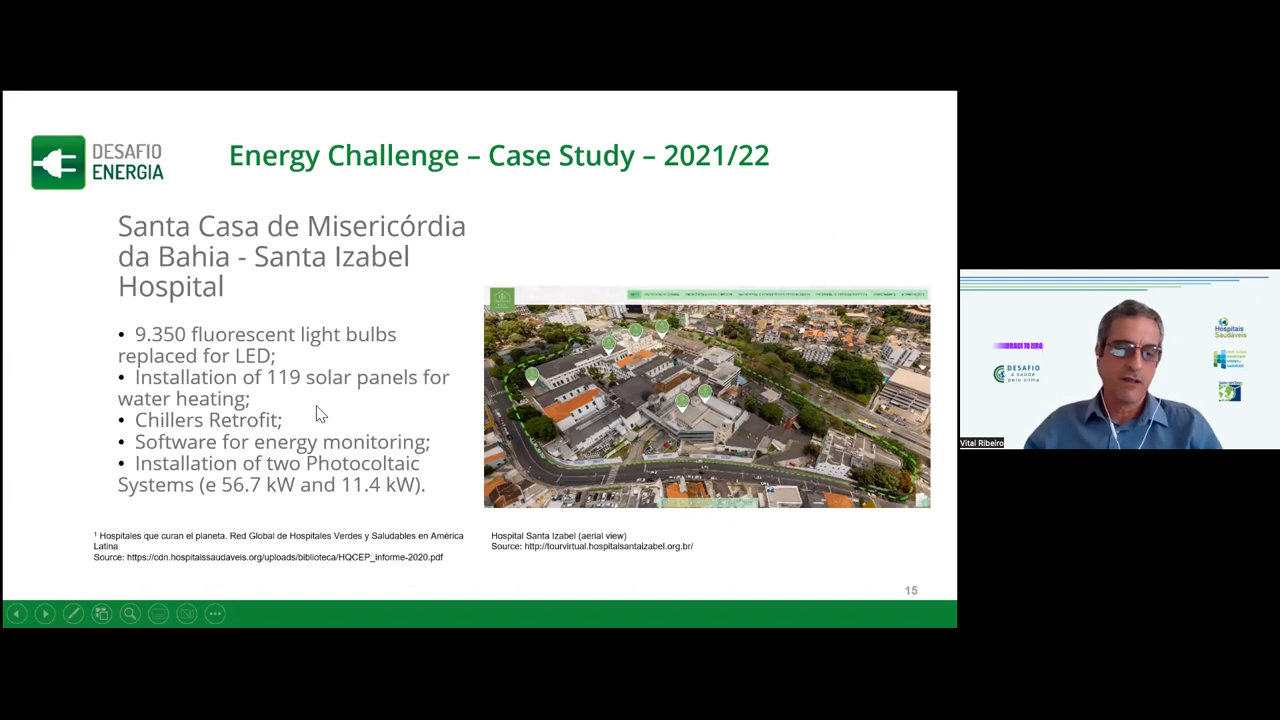 DESAFIO
ENERGIA
Energy Challenge – Case Study – 2021/22
Santa Casa de Misericórdia
da Bahia - Santa Izabel
Hospital
• 9.350 fluorescent light bulbs
replaced for LED;
• Installation of 119 solar panels for
water heating;
• Chillers Retrofit;
• Software for energy monitoring;
• Installation of two Photocoltaic
Systems (e 56.7 kW and 11.4 kW).
¹ Hospitales que curan el planeta. Red Global de Hospitales Verdes y Saludables en América
Latina
Source: https://cdn.hospitaissaudaveis.org/uploads/biblioteca/HQCEP_informe-2020.pdf
Hospital Santa Izabel (aerial view)
Source: http://tourvirtual.hospitalsantaizabel.org.br/
15
RACE TO ZERO
DESAFIO
a saúde
pelo clima
Hospitais
Saudáveis
Vital Ribeiro